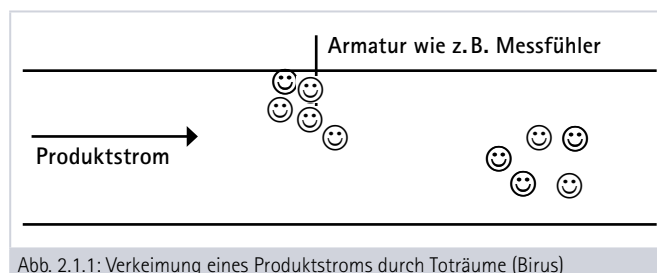 Armatur wie z.B. Messfühler
Produktstrom
Abb. 2.1.1: Verkeimung eines Produktstroms durch Toträume (Birus)